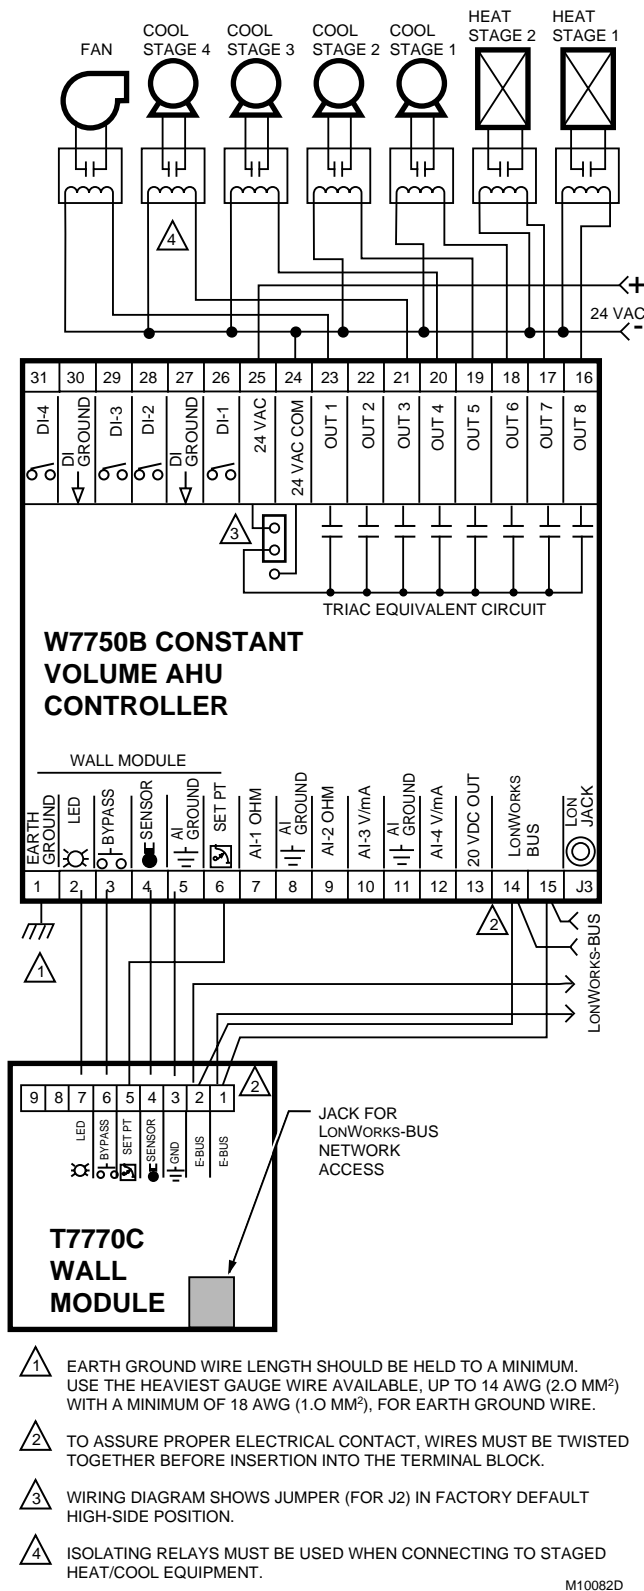 FAN
COOL
STAGE 4
COOL
STAGE 3
COOL
STAGE 2
COOL
STAGE 1
HEAT
STAGE 2
HEAT
STAGE 1
4
+
24 VAC
-
31 30 29 28 27 26 25 24 23 22 21 20 19 18 17 16
DI-4
DI
GROUND
DI-3
DI-2
DI
GROUND
DI-1
24 VAC
24 VAC COM
OUT 1
OUT 2
OUT 3
OUT 4
OUT 5
OUT 6
OUT 7
OUT 8
3
TRIAC EQUIVALENT CIRCUIT
W7750B CONSTANT
VOLUME AHU
CONTROLLER
WALL MODULE
EARTH
GROUND
LED
BYPASS
SENSOR
AI
GROUND
SET PT
AI-1 OHM
AI
GROUND
AI-2 OHM
AI-3 V/mA
AI
GROUND
AI-4 V/mA
20 VDC OUT
LONWORKS
BUS
LON
JACK
1 2 3 4 5 6 7 8 9 10 11 12 13 14 15 J3
1
2
LONWORKS-BUS
2
9 8 7 6 5 4 3 2 1
LED
BYPASS
SET PT
SENSOR
GND
E-BUS
E-BUS
JACK FOR
LONWORKS-BUS
NETWORK
ACCESS
T7770C
WALL
MODULE
1 EARTH GROUND WIRE LENGTH SHOULD BE HELD TO A MINIMUM.
USE THE HEAVIEST GAUGE WIRE AVAILABLE, UP TO 14 AWG (2.O MM²)
WITH A MINIMUM OF 18 AWG (1.O MM²), FOR EARTH GROUND WIRE.
2 TO ASSURE PROPER ELECTRICAL CONTACT, WIRES MUST BE TWISTED
TOGETHER BEFORE INSERTION INTO THE TERMINAL BLOCK.
3 WIRING DIAGRAM SHOWS JUMPER (FOR J2) IN FACTORY DEFAULT
HIGH-SIDE POSITION.
4 ISOLATING RELAYS MUST BE USED WHEN CONNECTING TO STAGED
HEAT/COOL EQUIPMENT.
M10082D